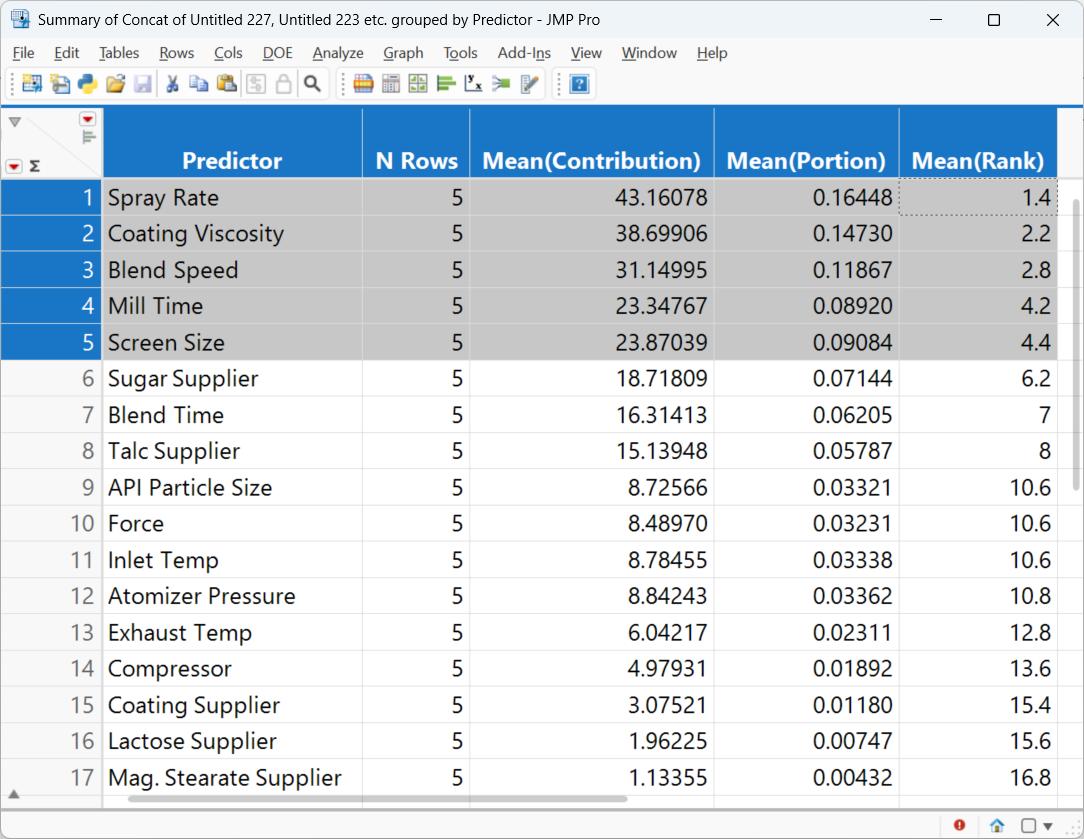 Summary of Concat of Untitled 227, Untitled 223 etc. grouped by Predictor - JMP Pro
File Edit Tables Rows Cols DOE Analyze Graph Tools Add-Ins View Window Help
Predictor N Rows Mean(Contribution) Mean(Portion) Mean(Rank)
1 Spray Rate 5 43.16078 0.16448 1.4
2 Coating Viscosity 5 38.69906 0.14730 2.2
3 Blend Speed 5 31.14995 0.11867 2.8
4 Mill Time 5 23.34767 0.08920 4.2
5 Screen Size 5 23.87039 0.09084 4.4
6 Sugar Supplier 5 18.71809 0.07144 6.2
7 Blend Time 5 16.31413 0.06205 7
8 Talc Supplier 5 15.13948 0.05787 8
9 API Particle Size 5 8.72566 0.03321 10.6
10 Force 5 8.48970 0.03231 10.6
11 Inlet Temp 5 8.78455 0.03338 10.6
12 Atomizer Pressure 5 8.84243 0.03362 10.8
13 Exhaust Temp 5 6.04217 0.02311 12.8
14 Compressor 5 4.97931 0.01892 13.6
15 Coating Supplier 5 3.07521 0.01180 15.4
16 Lactose Supplier 5 1.96225 0.00747 15.6
17 Mag. Stearate Supplier 5 1.13355 0.00432 16.8